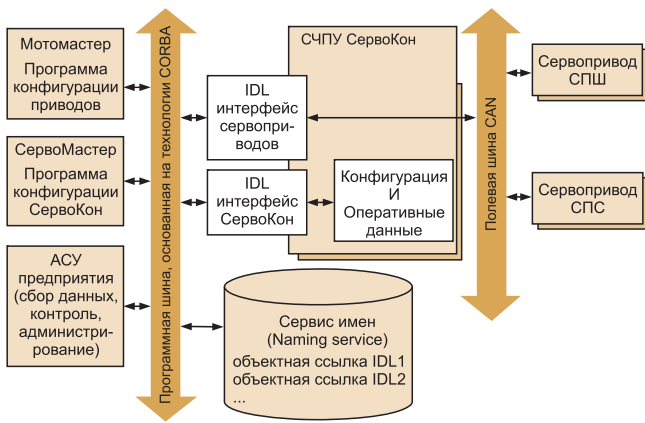 Мотомастер
Программа
конфигурации
приводов
СервоМастер
Программа
конфигурации
СервоКон
АСУ
предприятия
(сбор данных,
контроль,
администри-
рование)
Программная шина, основанная на технологии CORBA
СЧПУ СервоКон
IDL
интерфейс
сервопри-
водов
IDL
интерфейс
СервоКон
Конфигурация
И
Оперативные
данные
Сервис имен
(Naming service)
объектная ссылка IDL1
объектная ссылка IDL2
...
Полевая шина CAN
Сервопривод
СПШ
Сервопривод
СПС